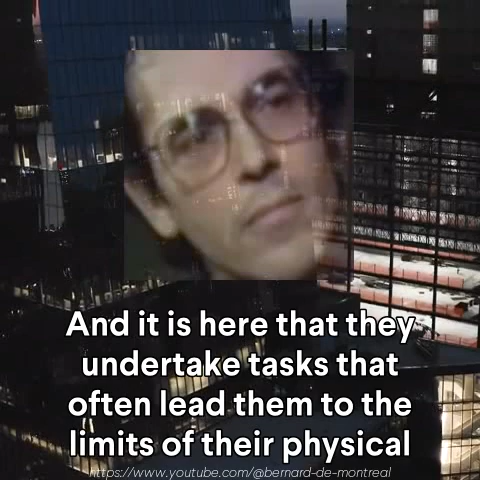 And it is here that they
undertake tasks that
often lead them to the
limits of their physical
https://www.youtube.com/@bernard-de-montreal